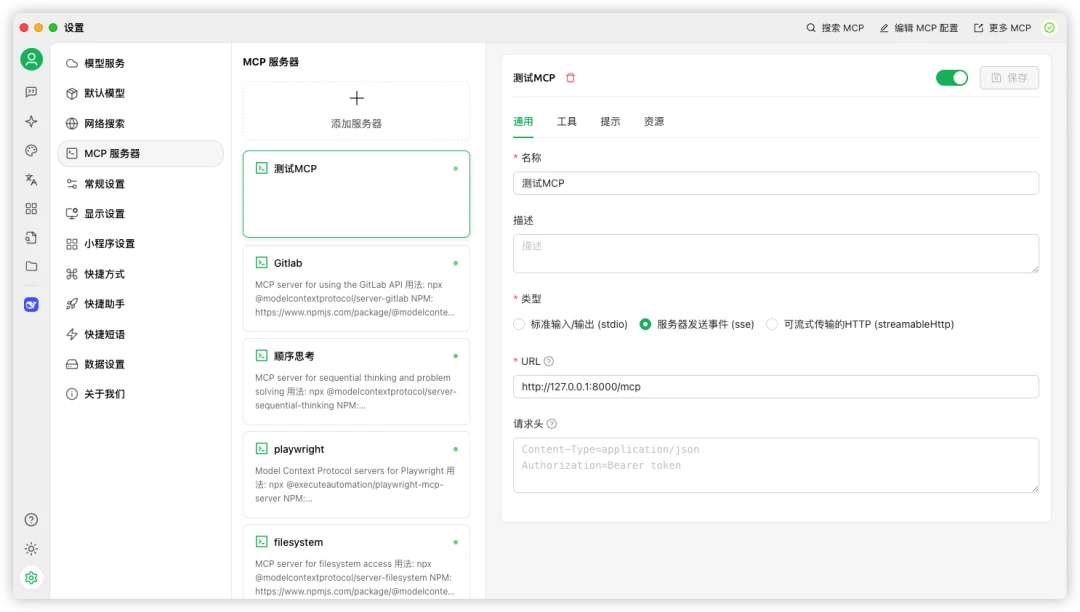 设置
搜索 MCP
编辑 MCP 配置
更多 MCP
模型服务
默认模型
网络搜索
MCP 服务器
常规设置
显示设置
小程序设置
快捷方式
快捷助手
快捷短语
数据设置
关于我们
MCP 服务器
添加服务器
测试MCP
Gitlab
MCP server for using the GitLab API 用法: npx
@modelcontextprotocol/server-gitlab NPM:
https://www.npmjs.com/package/@modelconte...
顺序思考
MCP server for sequential thinking and problem
solving 用法: npx @modelcontextprotocol/server-
sequential-thinking NPM:...
playwright
Model Context Protocol servers for Playwright 用
法: npx @executeautomation/playwright-mcp-
server NPM:...
filesystem
MCP server for filesystem access 用法: npx
@modelcontextprotocol/server-filesystem NPM:
https://www.npmjs.com/package/@modelconte...
测试MCP
保存
通用
工具
提示
资源
* 名称
测试MCP
描述
描述
* 类型
标准输入/输出 (stdio)
服务器发送事件 (sse)
可流式传输的HTTP (streamableHttp)
* URL
http://127.0.0.1:8000/mcp
请求头
Content-Type=application/json
Authorization=Bearer token